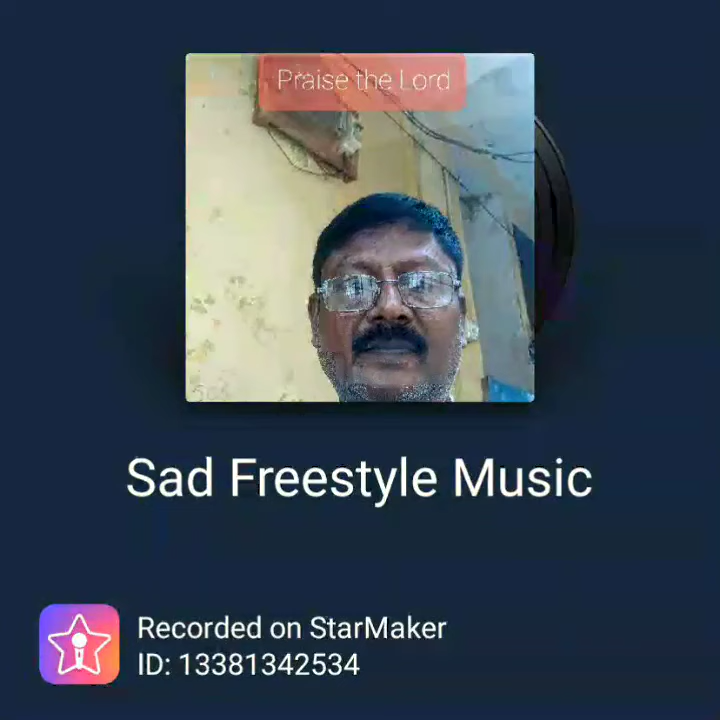 Praise the Lord
Sad Freestyle Music
Recorded on StarMaker
ID: 13381342534